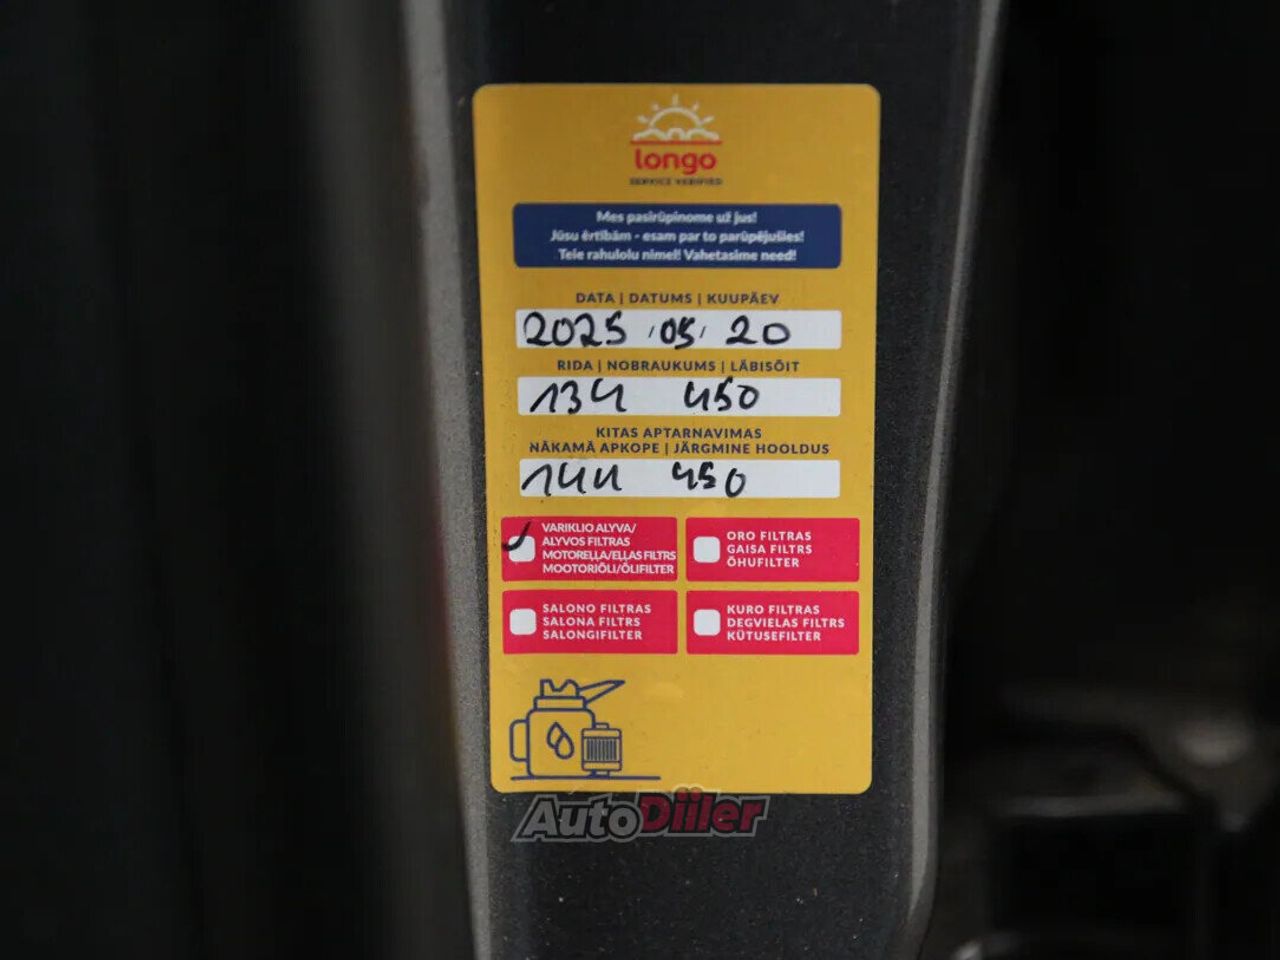 longo
SERVICE VERIFIED
Mes pasirūpinome už jus!
Jūsu ērtībām - esam par to parūpējušies!
Teie rahulolu nimel! Vahetasime need!
DATA | DATUMS | KUUPÄEV
2025 05 20
RIDA | NOBRAUKUMS | LÄBISÕIT
134 450
KITAS APTARNAVIMAS
NĀKAMĀ APKOPE | JÄRGMINE HOOLDUS
144 450
VARIKLIO ALYVA/
ALYVOS FILTRAS
MOTOREĻĻA/EĻĻAS FILTRS
MOOTORIÕLI/ÕLIFILTER
ORO FILTRAS
GAISA FILTRS
ÕHUFILTER
SALONO FILTRAS
SALONA FILTRS
SALONGIFILTER
KURO FILTRAS
DEGVIELAS FILTRS
KÜTUSEFILTER
AutoDiiler